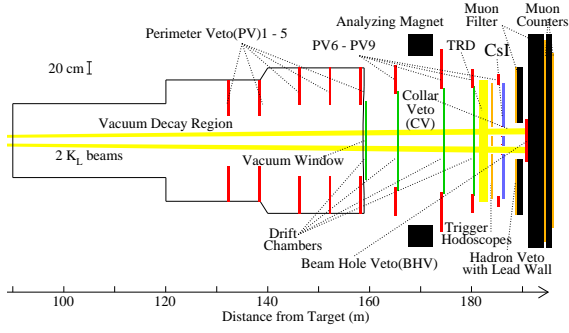 Analyzing Magnet
Muon
Filter
Muon
Counters
Perimeter Veto(PV)1 - 5
PV6 - PV9
TRD
CsI
20 cm
Collar
Veto
(CV)
Vacuum Decay Region
2 KL beams
Vacuum Window
Drift
Chambers
Trigger
Hodoscopes
Beam Hole Veto(BHV)
Hadron Veto
with Lead Wall
100 120 140 160 180
Distance from Target (m)